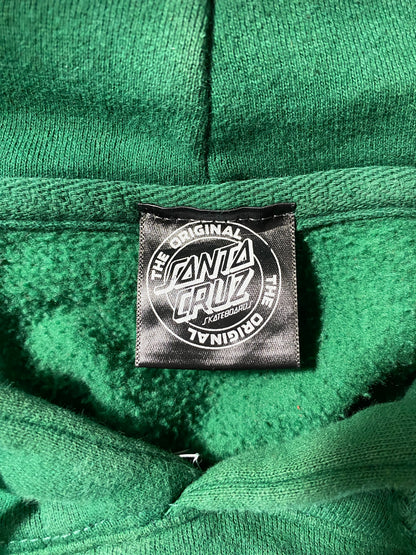 THE ORIGINAL
SANTA
CRUZ
SKATEBOARDS
THE ORIGINAL